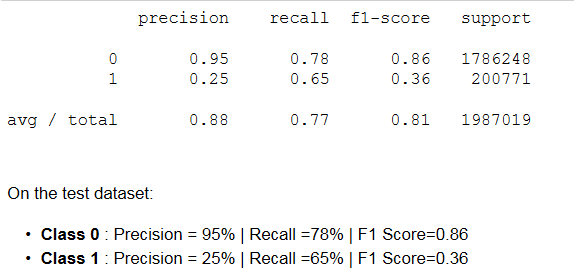 precision recall f1-score support
0 0.95 0.78 0.86 1786248
1 0.25 0.65 0.36 200771
avg / total 0.88 0.77 0.81 1987019
On the test dataset:
• Class 0 : Precision = 95% | Recall =78% | F1 Score=0.86
• Class 1 : Precision = 25% | Recall =65% | F1 Score=0.36